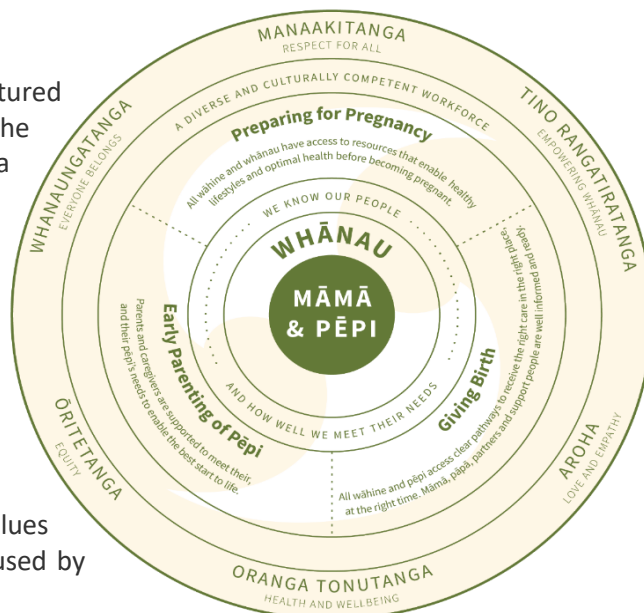 tured
he
a
lues
used by
MANAAKITANGA
RESPECT FOR ALL
TINO RANGATIRATANGA
EMPOWERING WHĀNAU
AROHA
LOVE AND EMPATHY
ORANGA TONUTANGA
HEALTH AND WELLBEING
ŌRITETANGA
EQUITY
WHANAUNGATANGA
EVERYONE BELONGS
A DIVERSE AND CULTURALLY COMPETENT WORKFORCE
Preparing for Pregnancy
All wāhine and whānau have access to resources that enable healthy
lifestyles and optimal health before becoming pregnant.
Giving Birth
All wāhine and pēpi access clear pathways to receive the right care in the right place,
at the right time. Māmā, pāpā, partners and support people are well informed and ready.
Early Parenting of Pēpi
Parents and caregivers are supported to meet their,
and their pēpi's needs to enable the best start to life.
WE KNOW OUR PEOPLE
AND HOW WELL WE MEET THEIR NEEDS
WHĀNAU
MĀMĀ
& PĒPI